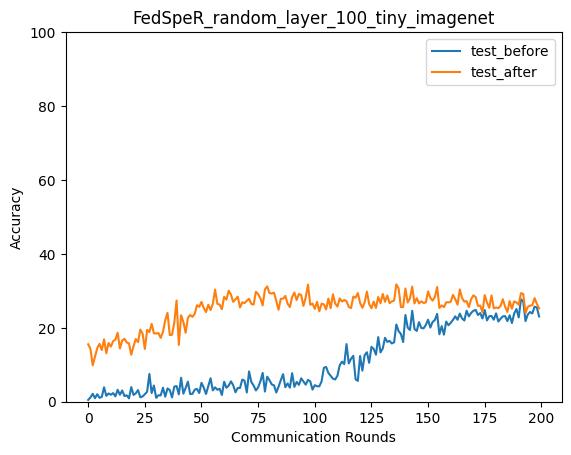 FedSpeR_random_layer_100_tiny_imagenet
test_before
test_after
100
80
60
40
20
0
Accuracy
0 25 50 75 100 125 150 175 200
Communication Rounds